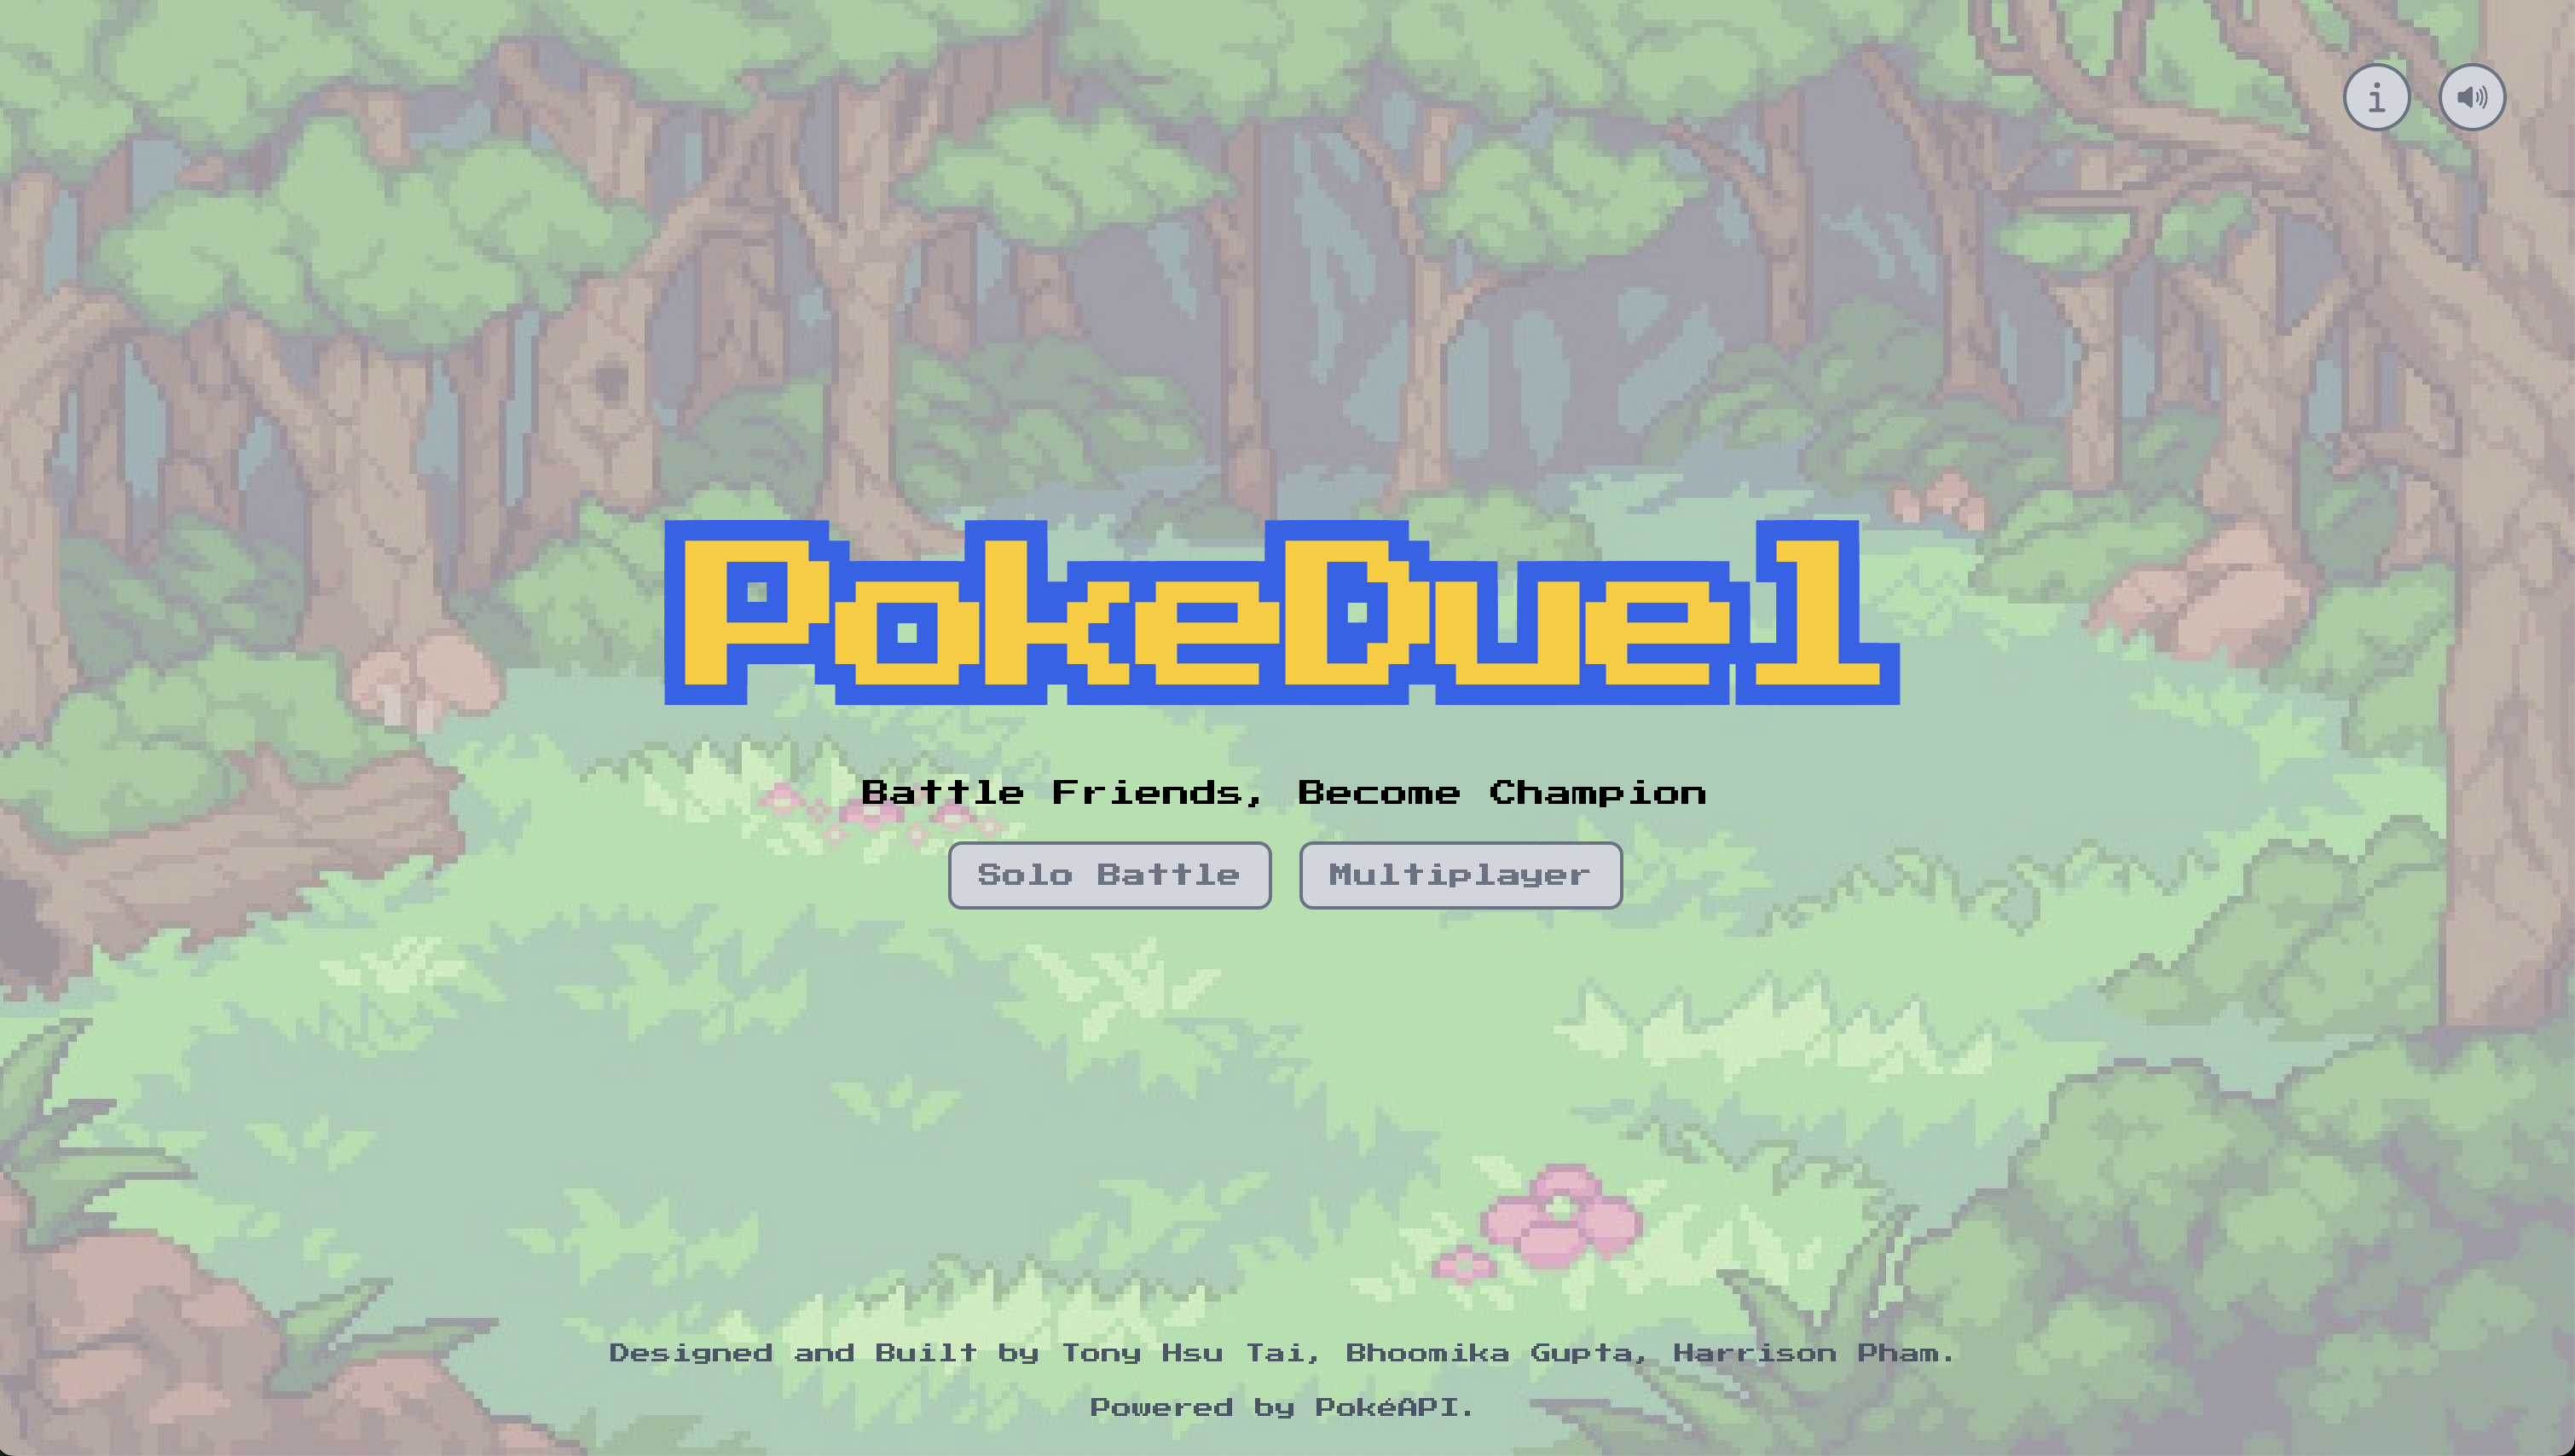 i
PokeDuel
Battle Friends, Become Champion
Solo Battle
Multiplayer
Designed and Built by Tony Hsu Tai, Bhoomika Gupta, Harrison Pham.
Powered by PokéAPI.